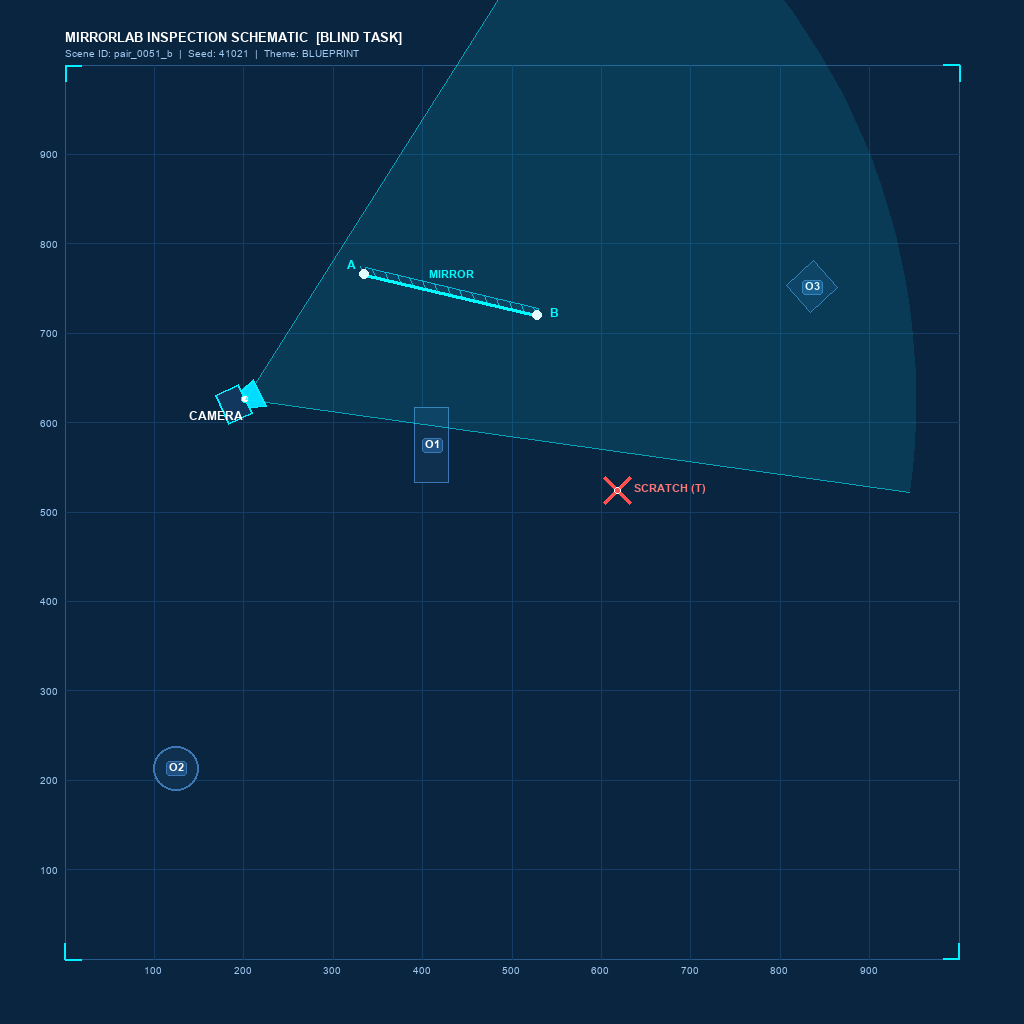 MIRRORLAB INSPECTION SCHEMATIC  [BLIND TASK]
Scene ID: pair_0051_b  |  Seed: 41021  |  Theme: BLUEPRINT
900
800
A
MIRROR
O3
B
700
CAMERA
600
O1
SCRATCH (T)
500
400
300
O2
200
100
100 200 300 400 500 600 700 800 900